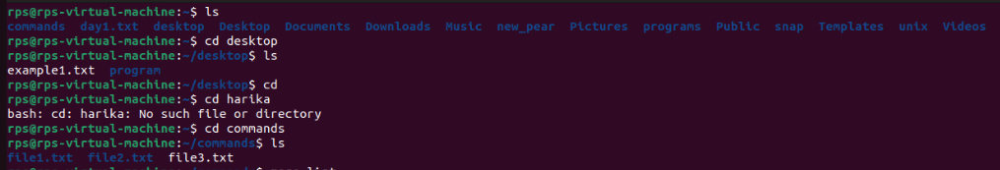 rps@rps-virtual-machine:~$ ls
commands  day1.txt  desktop  Desktop  Documents  Downloads  Music  new_pear  Pictures  programs  Public  snap  Templates  unix  Videos
rps@rps-virtual-machine:~$ cd desktop
rps@rps-virtual-machine:~/desktop$ ls
example1.txt  program
rps@rps-virtual-machine:~/desktop$ cd
rps@rps-virtual-machine:~$ cd harika
bash: cd: harika: No such file or directory
rps@rps-virtual-machine:~$ cd commands
rps@rps-virtual-machine:~/commands$ ls
file1.txt  file2.txt  file3.txt